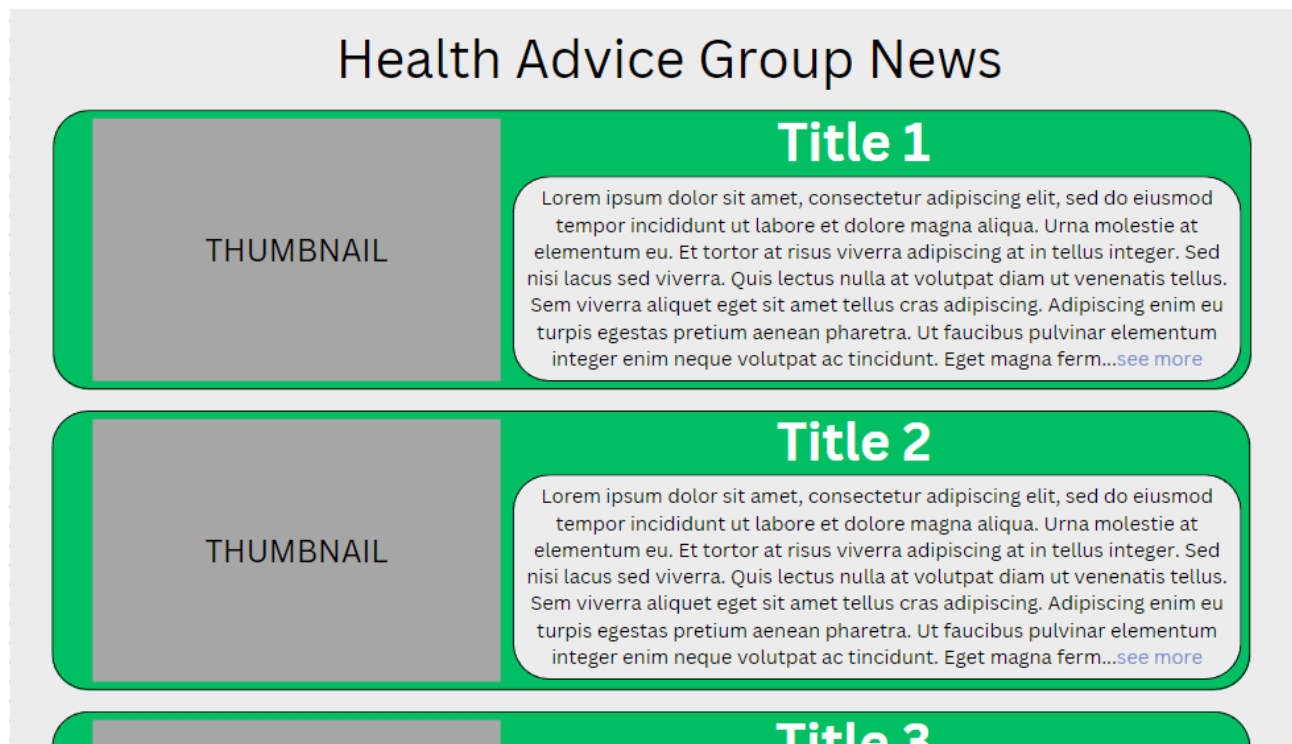 Health Advice Group News
THUMBNAIL
Title 1
Lorem ipsum dolor sit amet, consectetur adipiscing elit, sed do eiusmod
tempor incididunt ut labore et dolore magna aliqua. Urna molestie at
elementum eu. Et tortor at risus viverra adipiscing at in tellus integer. Sed
nisi lacus sed viverra. Quis lectus nulla at volutpat diam ut venenatis tellus.
Sem viverra aliquet eget sit amet tellus cras adipiscing. Adipiscing enim eu
turpis egestas pretium aenean pharetra. Ut faucibus pulvinar elementum
integer enim neque volutpat ac tincidunt. Eget magna ferm...see more
THUMBNAIL
Title 2
Lorem ipsum dolor sit amet, consectetur adipiscing elit, sed do eiusmod
tempor incididunt ut labore et dolore magna aliqua. Urna molestie at
elementum eu. Et tortor at risus viverra adipiscing at in tellus integer. Sed
nisi lacus sed viverra. Quis lectus nulla at volutpat diam ut venenatis tellus.
Sem viverra aliquet eget sit amet tellus cras adipiscing. Adipiscing enim eu
turpis egestas pretium aenean pharetra. Ut faucibus pulvinar elementum
integer enim neque volutpat ac tincidunt. Eget magna ferm...see more
Title 3